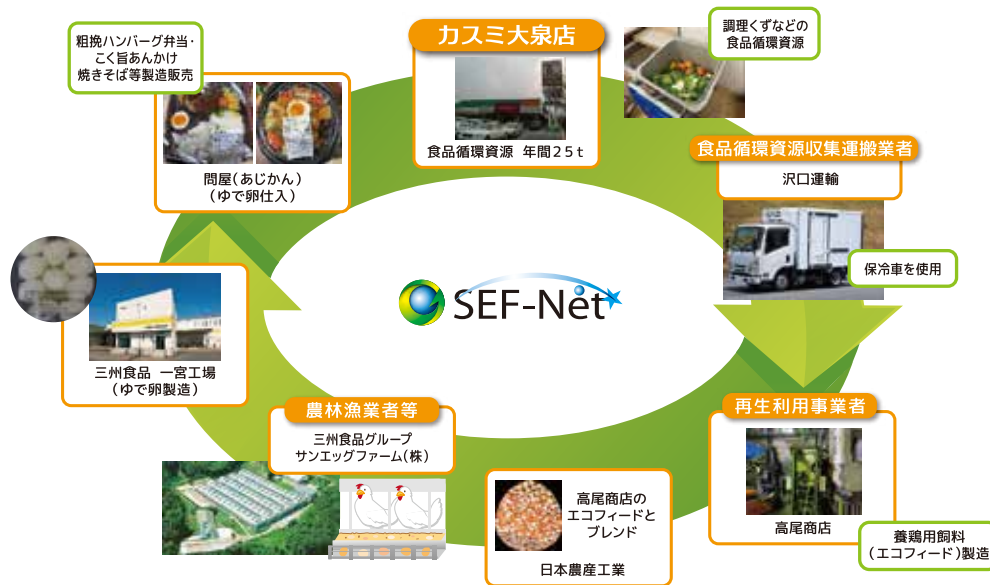 カスミ大泉店
食品循環資源 年間25t
調理くずなどの
食品循環資源
食品循環資源収集運搬業者
沢口運輸
保冷車を使用
再生利用事業者
高尾商店
養鶏用飼料
(エコフィード)製造
高尾商店の
エコフィードと
ブレンド
日本農産工業
農林漁業者等
三州食品グループ
サンエッグファーム(株)
三州食品 一宮工場
(ゆで卵製造)
粗挽ハンバーグ弁当・
こく旨あんかけ
焼きそば等製造販売
問屋(あじかん)
(ゆで卵仕入)
SEF-Net